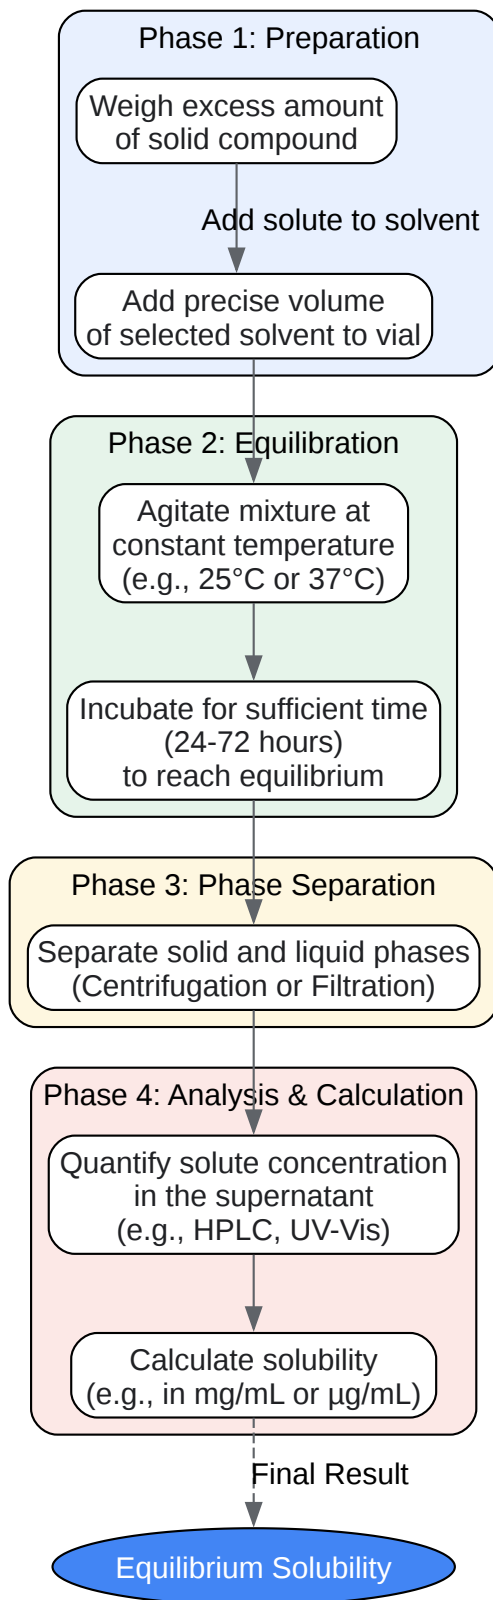 Phase 1: Preparation
Weigh excess amount
of solid compound
Add solute to solvent
Add precise volume
of selected solvent to vial
Phase 2: Equilibration
Agitate mixture at
constant temperature
(e.g., 25°C or 37°C)
Incubate for sufficient time
(24-72 hours)
to reach equilibrium
Phase 3: Phase Separation
Separate solid and liquid phases
(Centrifugation or Filtration)
Phase 4: Analysis & Calculation
Quantify solute concentration
in the supernatant
(e.g., HPLC, UV-Vis)
Calculate solubility
(e.g., in mg/mL or µg/mL)
Final Result
Equilibrium Solubility